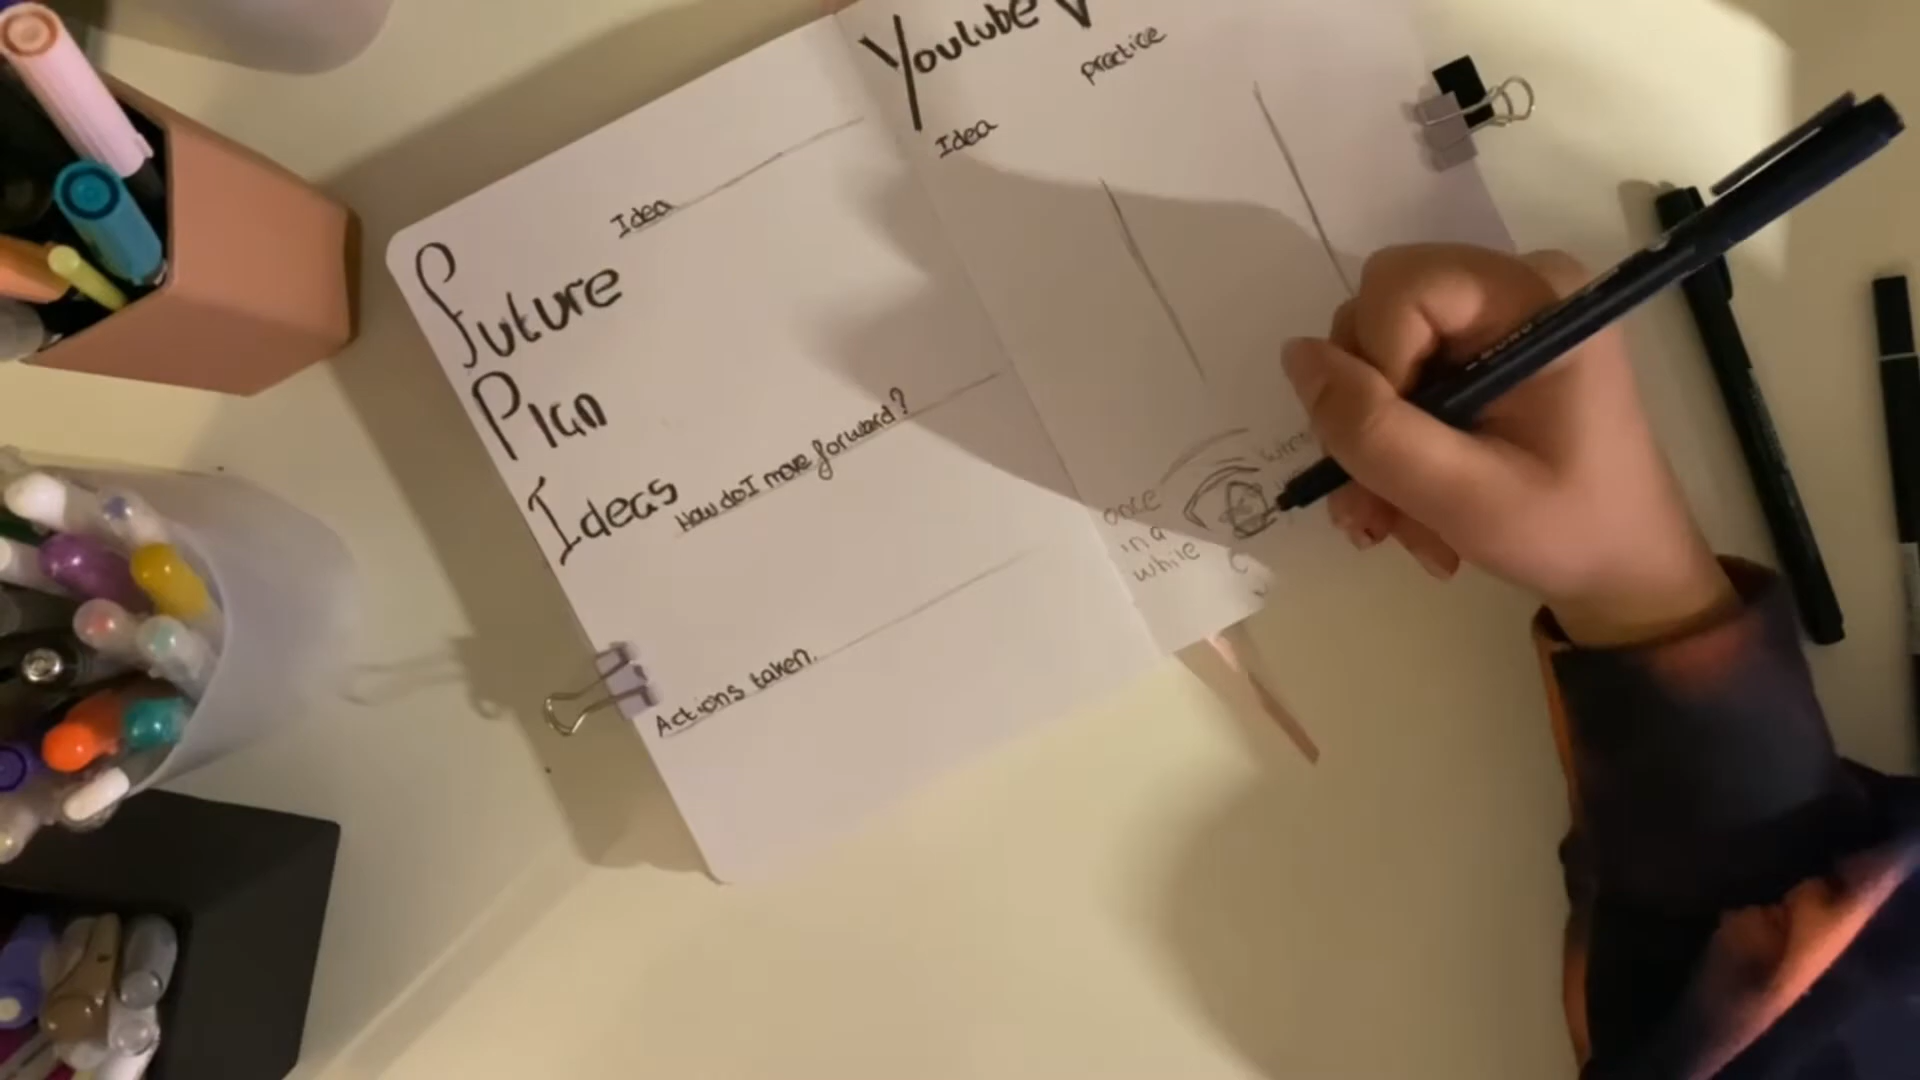 Idea
Future
Plan
Ideas
How do I move forward?
Actions taken.
Youtube
practice
Idea
once
in a
while